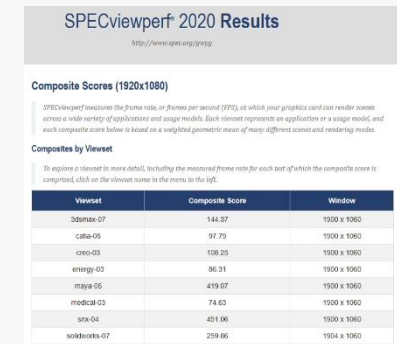 SPECviewperf® 2020 Results
http://www.spec.org/gwpg
Composite Scores (1920x1080)
SPECviewperf measures the frame rate, or frames per second (FPS), at which your graphics card can render scenes
across a wide variety of applications and usage models. Each viewset represents an application or a usage model, and
each composite score below is based on a weighted geometric mean of many different scenes and rendering modes.
Composites by Viewset
To explore a viewset in more detail, including the measured frame rate for each test of which the composite score is
comprised, click on the viewset name in the menu to the left.
Viewset Composite Score Window
3dsmax-07 144.37 1900 x 1060
catia-06 97.79 1900 x 1060
creo-03 108.25 1900 x 1060
energy-03 86.31 1900 x 1060
maya-06 419.07 1900 x 1060
medical-03 74.63 1900 x 1060
snx-04 451.06 1900 x 1060
solidworks-07 259.86 1904 x 1060